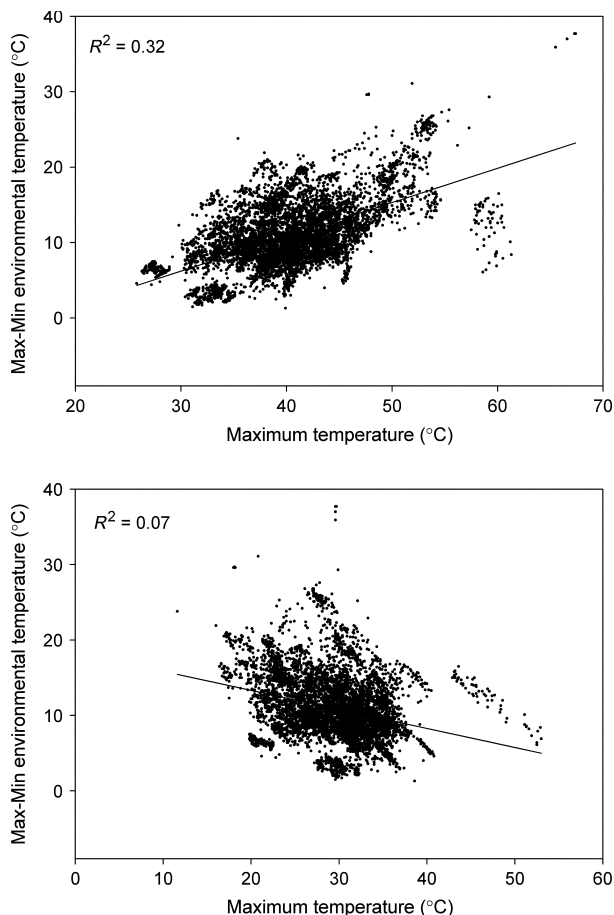 40
R² = 0.32
30
20
10
0
Max-Min environmental temperature (°C)
20 30 40 50 60 70
Maximum temperature (°C)
40
R² = 0.07
30
20
10
0
Max-Min environmental temperature (°C)
0 10 20 30 40 50 60
Maximum temperature (°C)